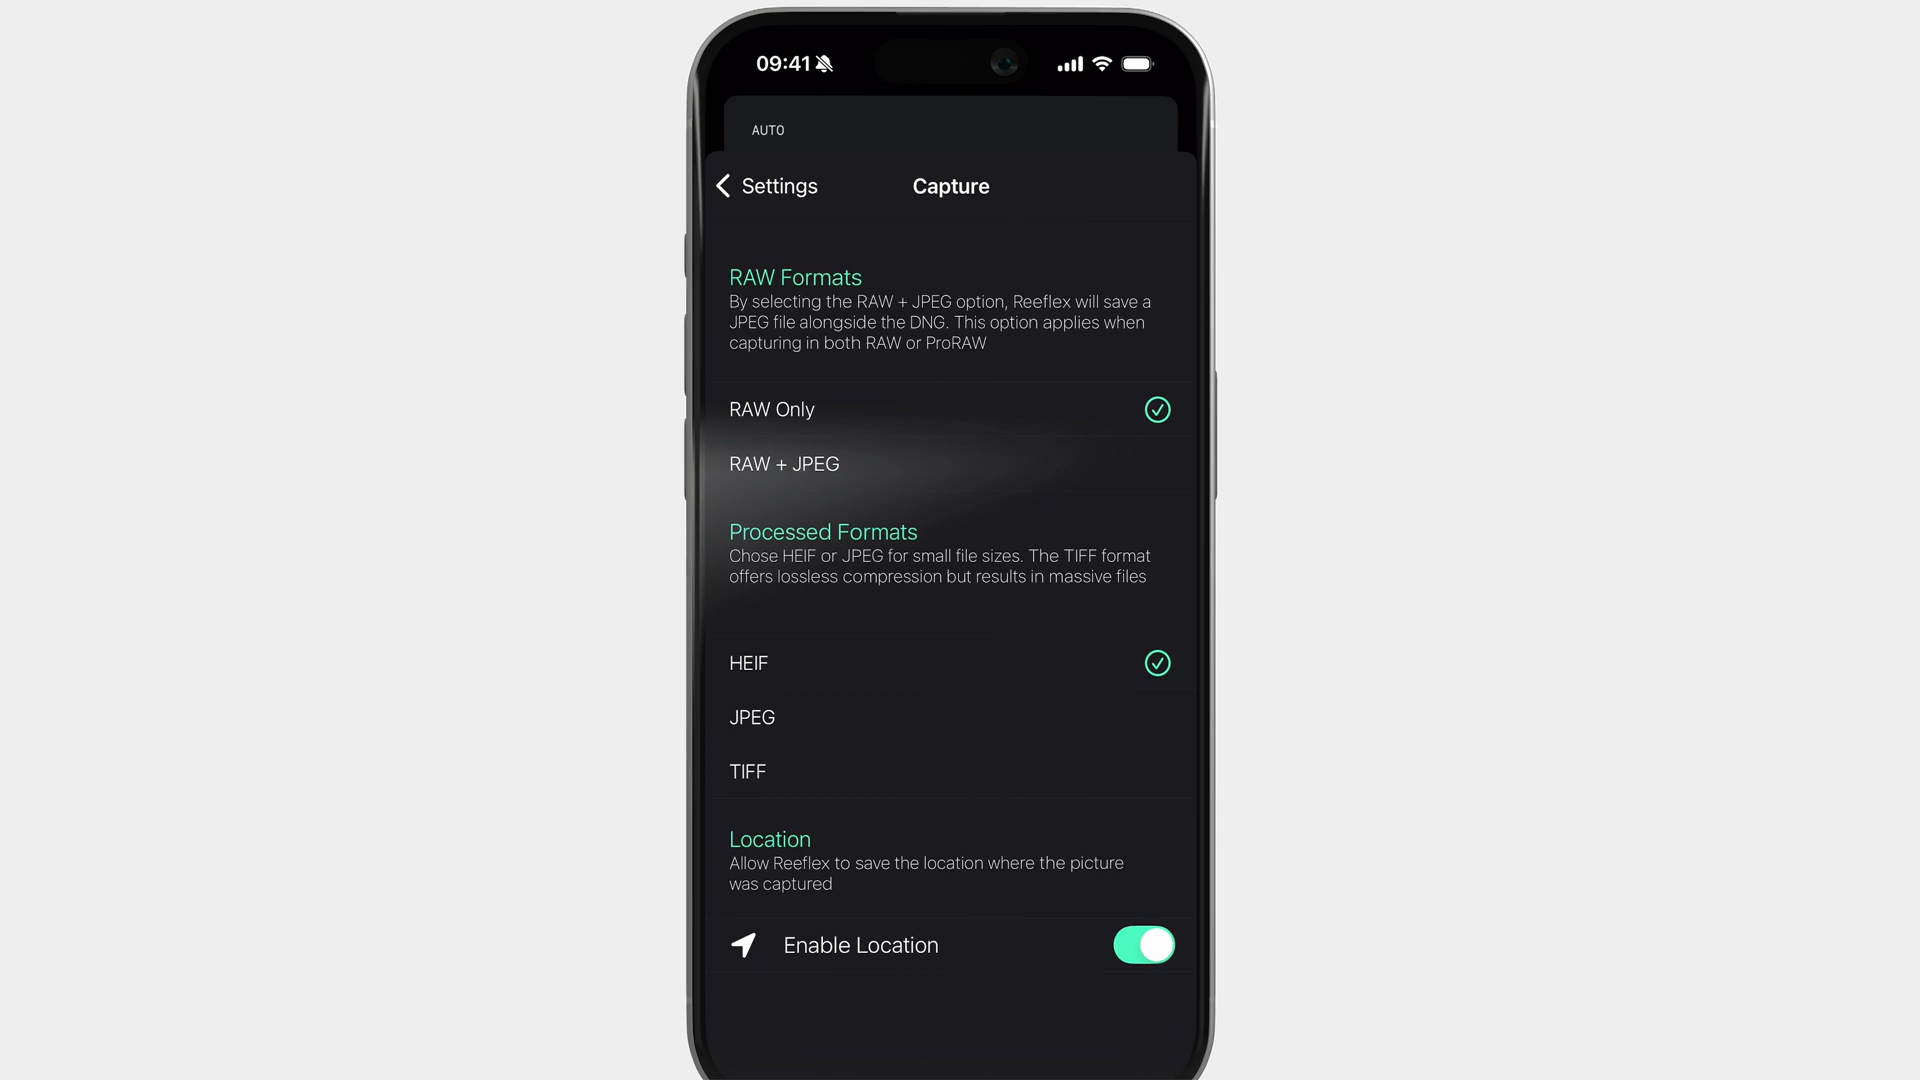 09:41
AUTO
Settings
Capture
RAW Formats
By selecting the RAW + JPEG option, Reeflex will save a
JPEG file alongside the DNG. This option applies when
capturing in both RAW or ProRAW
RAW Only
RAW + JPEG
Processed Formats
Chose HEIF or JPEG for small file sizes. The TIFF format
offers lossless compression but results in massive files
HEIF
JPEG
TIFF
Location
Allow Reeflex to save the location where the picture
was captured
Enable Location